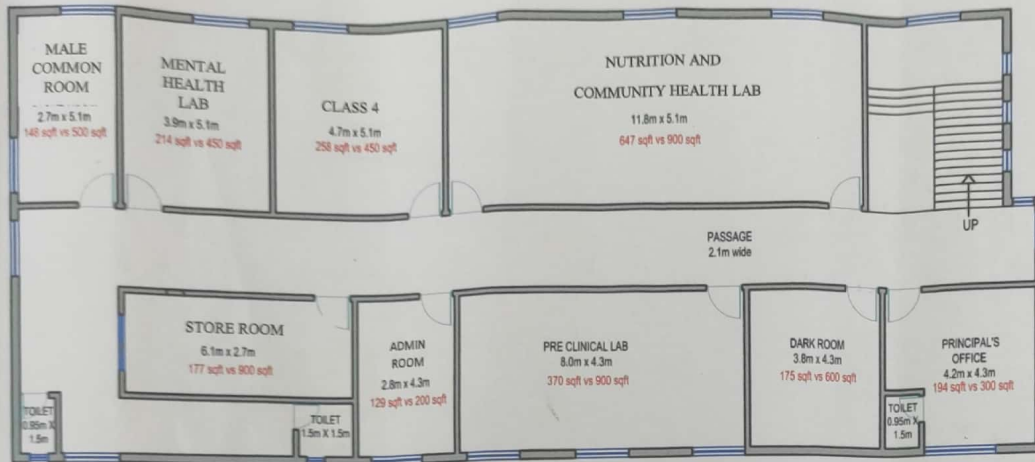 MALE
COMMON
ROOM
2.7m x 5.1m
148 sqft vs 500 sqft
MENTAL
HEALTH
LAB
3.9m x 5.1m
214 sqft vs 450 sqft
CLASS 4
4.7m x 5.1m
258 sqft vs 450 sqft
NUTRITION AND
COMMUNITY HEALTH LAB
11.8m x 5.1m
647 sqft vs 900 sqft
UP
PASSAGE
2.1m wide
STORE ROOM
6.1m x 2.7m
177 sqft vs 900 sqft
ADMIN
ROOM
2.8m x 4.3m
129 sqft vs 200 sqft
PRE CLINICAL LAB
8.0m x 4.3m
370 sqft vs 900 sqft
DARK ROOM
3.8m x 4.3m
175 sqft vs 600 sqft
PRINCIPAL'S
OFFICE
4.2m x 4.3m
194 sqft vs 300 sqft
TOILET
0.95m X
1.5m
TOILET
1.5m X 1.5m
TOILET
0.95m X
1.5m